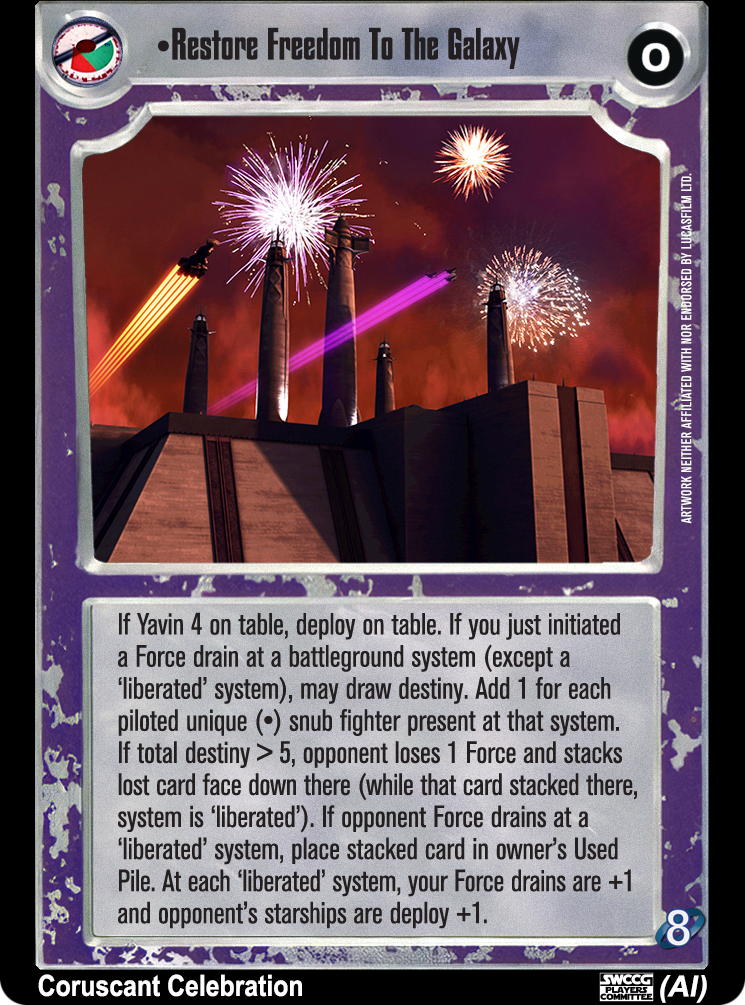 •Restore Freedom To The Galaxy
0
ARTWORK NEITHER AFFILIATED WITH NOR ENDORSED BY LUCASFILM LTD.
If Yavin 4 on table, deploy on table. If you just initiated
a Force drain at a battleground system (except a
‘liberated’ system), may draw destiny. Add 1 for each
piloted unique (•) snub fighter present at that system.
If total destiny > 5, opponent loses 1 Force and stacks
lost card face down there (while that card stacked there,
system is ‘liberated’). If opponent Force drains at a
‘liberated’ system, place stacked card in owner’s Used
Pile. At each ‘liberated’ system, your Force drains are +1
and opponent’s starships are deploy +1.
8
Coruscant Celebration
SWCCG
PLAYERS
COMMITTEE
(AI)